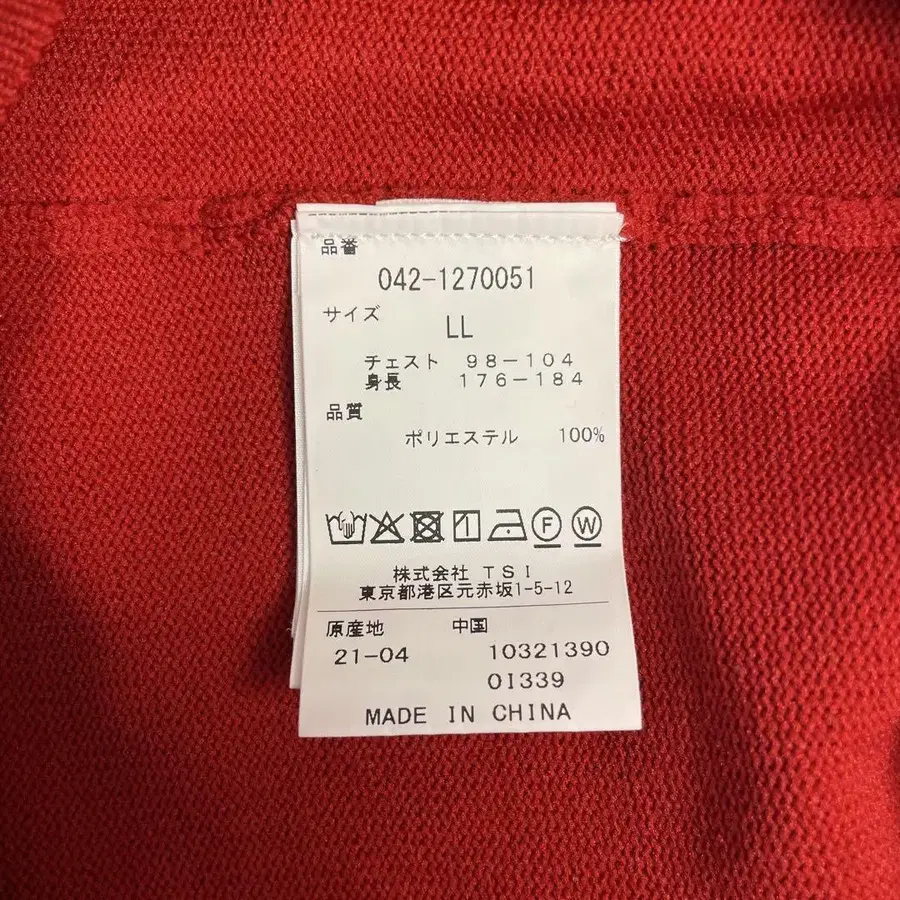 品番
042-1270051
サイズ
LL
チェスト 98-104
身長 176-184
品質
ポリエステル 100%
F W
株式会社 TSI
東京都港区元赤坂1-5-12
原産地 中国
21-04 10321390
01339
MADE IN CHINA